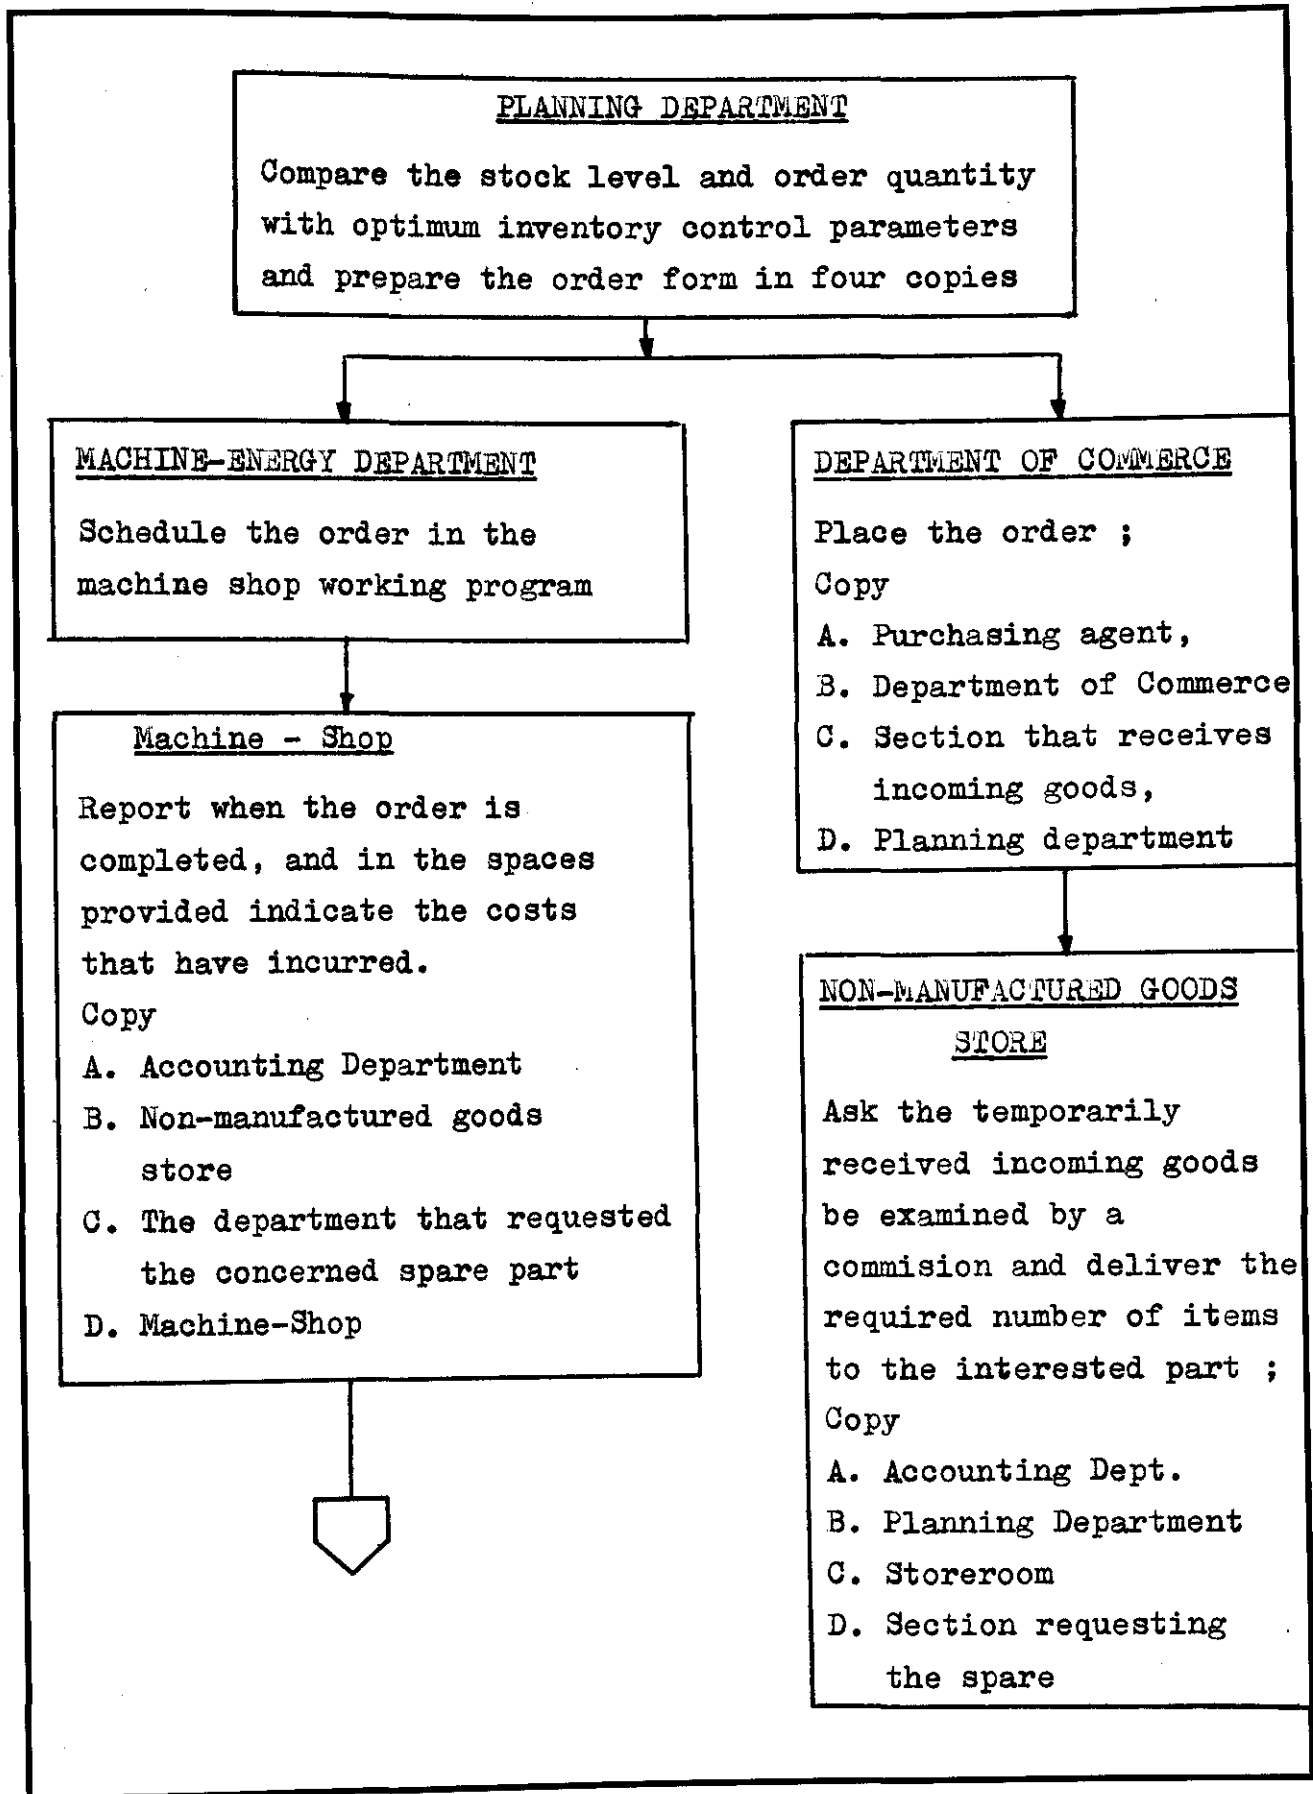 PLANNING DEPARTMENT
Compare the stock level and order quantity
with optimum inventory control parameters
and prepare the order form in four copies
MACHINE-ENERGY DEPARTMENT
Schedule the order in the
machine shop working program
Machine - Shop
Report when the order is
completed, and in the spaces
provided indicate the costs
that have incurred.
Copy
A. Accounting Department
B. Non-manufactured goods
store
C. The department that requested
the concerned spare part
D. Machine-Shop
DEPARTMENT OF COMMERCE
Place the order ;
Copy
A. Purchasing agent,
B. Department of Commerce
C. Section that receives
incoming goods,
D. Planning department
NON-MANUFACTURED GOODS
STORE
Ask the temporarily
received incoming goods
be examined by a
commision and deliver the
required number of items
to the interested part ;
Copy
A. Accounting Dept.
B. Planning Department
C. Storeroom
D. Section requesting
the spare